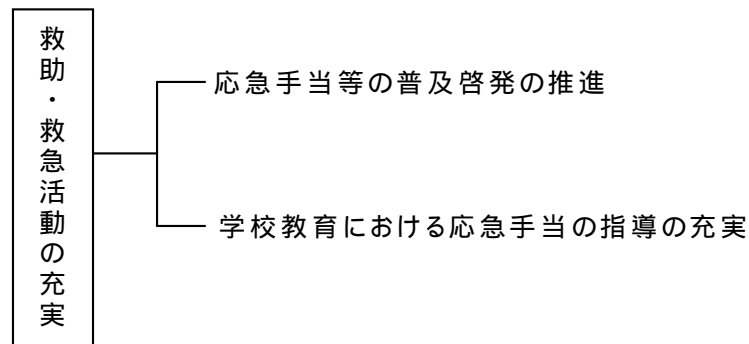 救助・救急活動の充実
応急手当等の普及啓発の推進
学校教育における応急手当の指導の充実